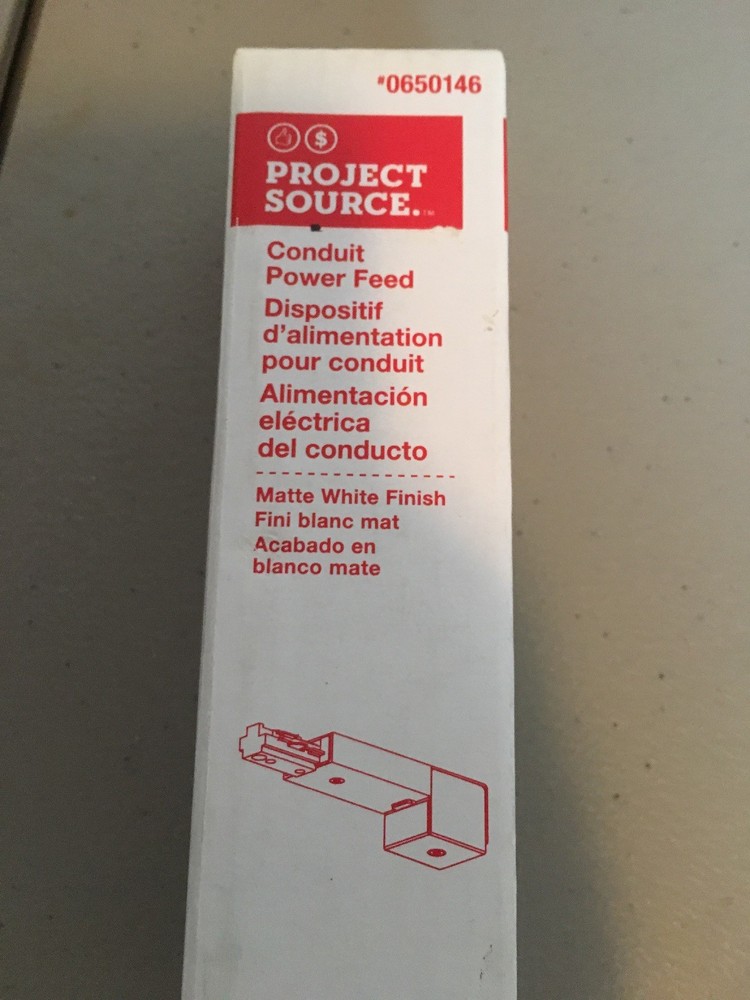 #0650146
$
PROJECT
SOURCE.™
Conduit
Power Feed
Dispositif
d'alimentation
pour conduit
Alimentación
eléctrica
del conducto
Matte White Finish
Fini blanc mat
Acabado en
blanco mate